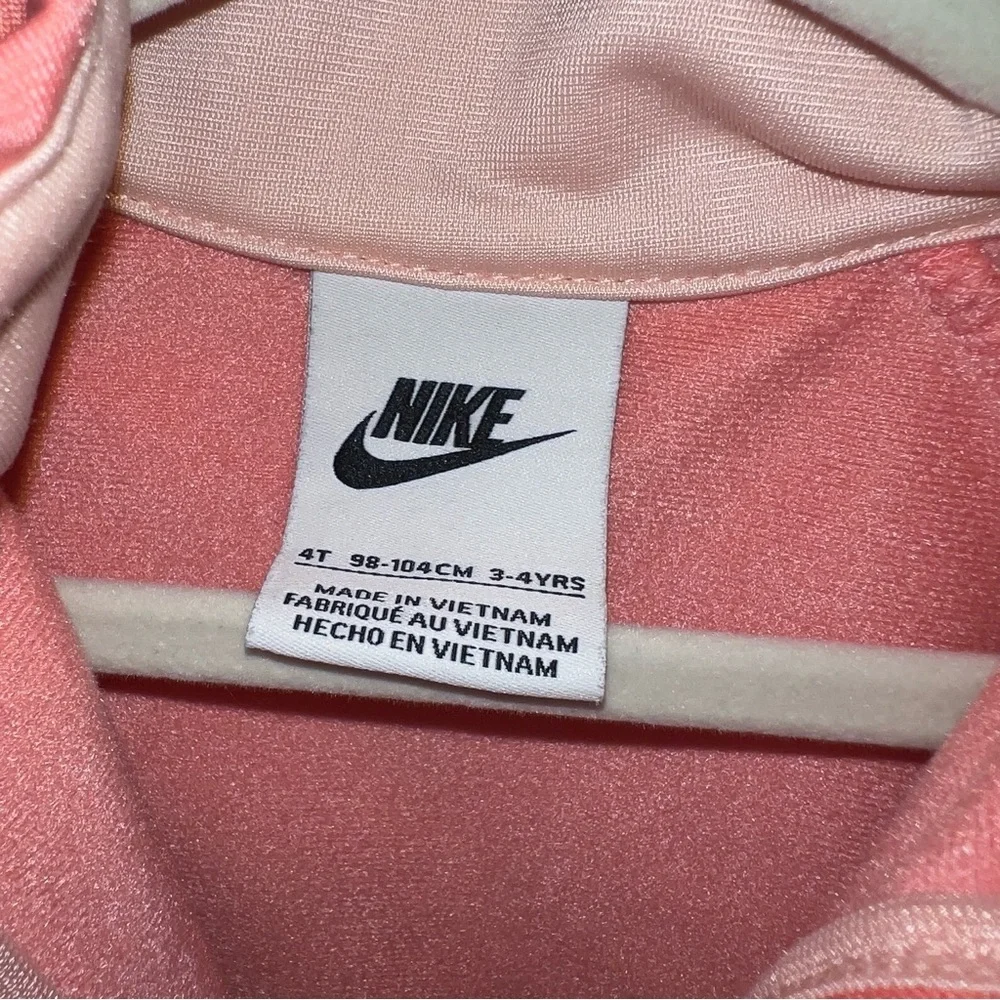 NIKE
4T 98-104CM 3-4YRS
MADE IN VIETNAM
FABRIQUÉ AU VIETNAM
HECHO EN VIETNAM